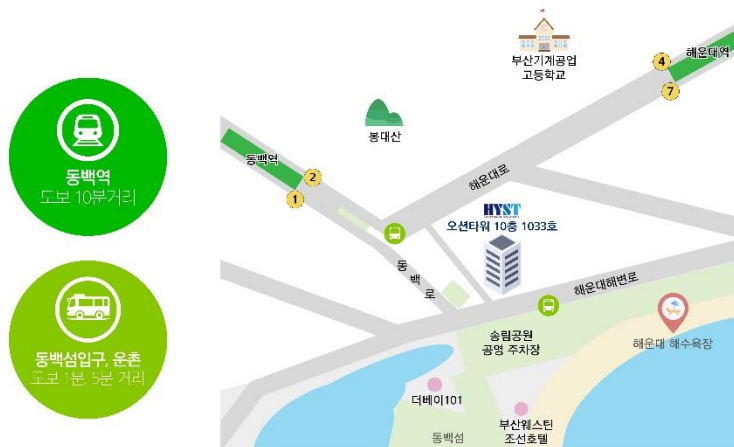 동백역
도보 10분거리
동백섬입구, 운촌
도보 1분, 5분 거리
부산기계공업
고등학교
4
해운대역
7
봉대산
동백역
2
1
해운대로
HYST
오션타워 10층 1033호
동백로
해운대해변로
송림공원
공영 주차장
해운대 해수욕장
더베이101
부산웨스틴
조선호텔
동백섬